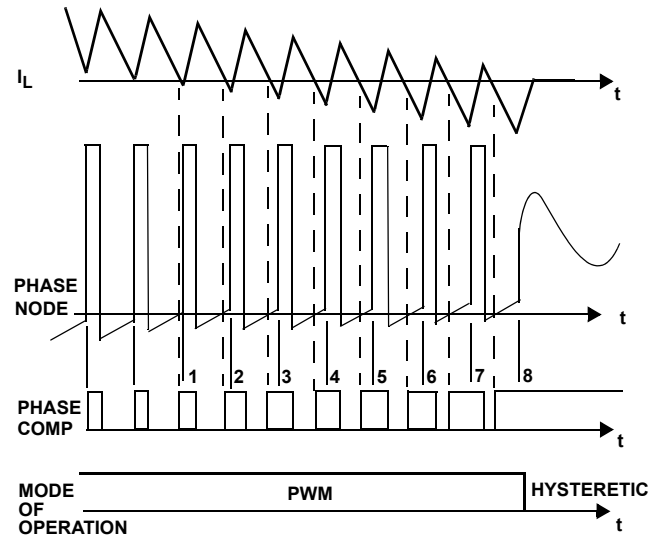 I_L
t
PHASE
NODE
t
1 2 3 4 5 6 7 8
PHASE
COMP
t
MODE
OF
OPERATION
PWM
HYSTERETIC
t